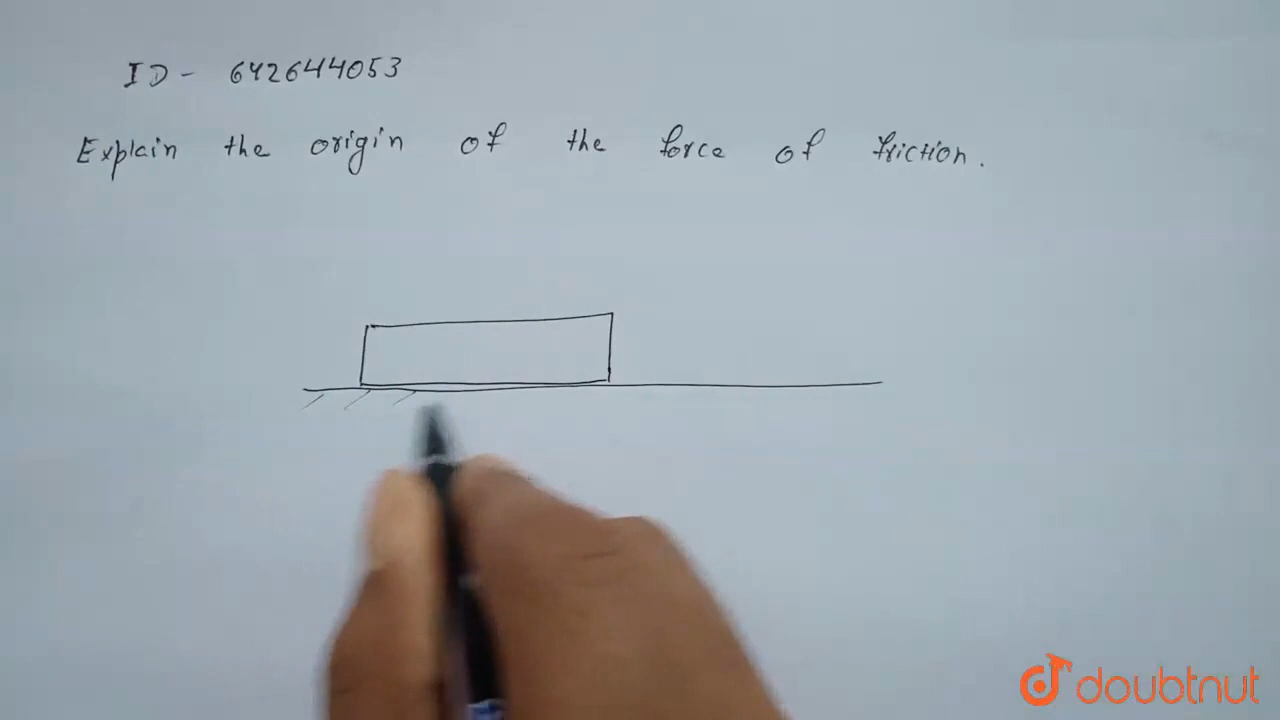 ID - 642644053
Explain the origin of the force of friction.
doubtnut